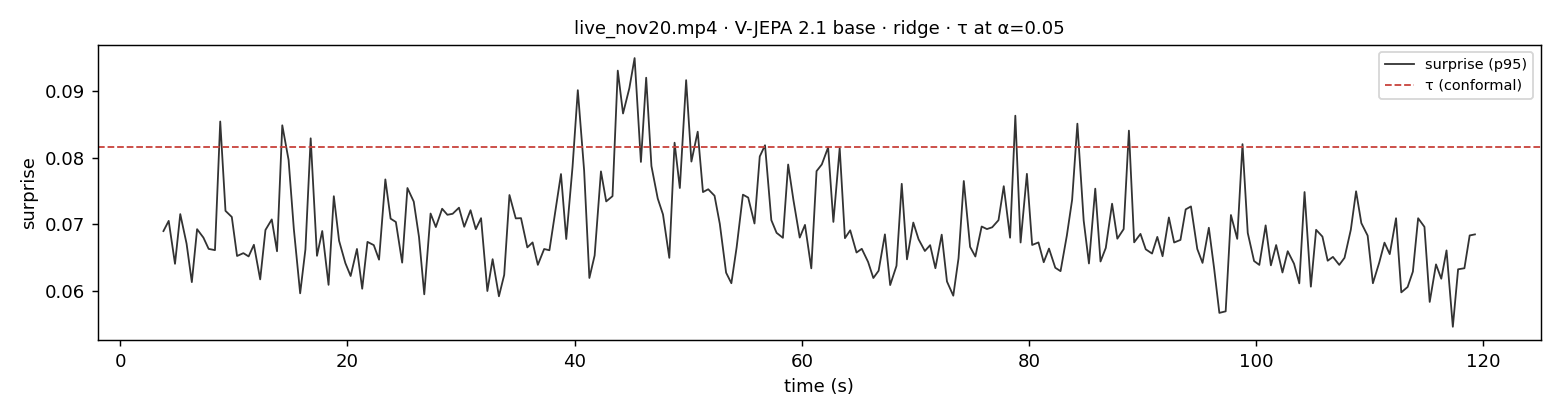 live_nov20.mp4 · V-JEPA 2.1 base · ridge · τ at α=0.05
surprise (p95)
τ (conformal)
surprise
0.09
0.08
0.07
0.06
0 20 40 60 80 100 120
time (s)